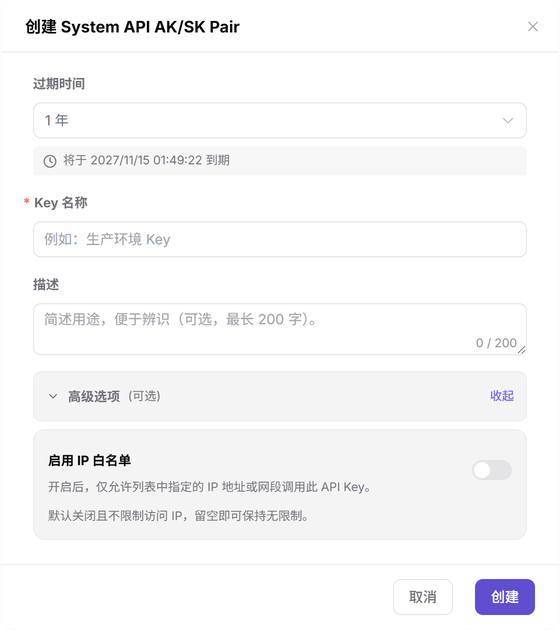 创建 System API AK/SK Pair
过期时间
1 年
将于 2027/11/15 01:49:22 到期
* Key 名称
例如：生产环境 Key
描述
简述用途，便于辨识（可选，最长 200 字）。
0 / 200
高级选项 (可选) 收起
启用 IP 白名单
开启后，仅允许列表中指定的 IP 地址或网段调用此 API Key。
默认关闭且不限制访问 IP，留空即可保持无限制。
取消 创建